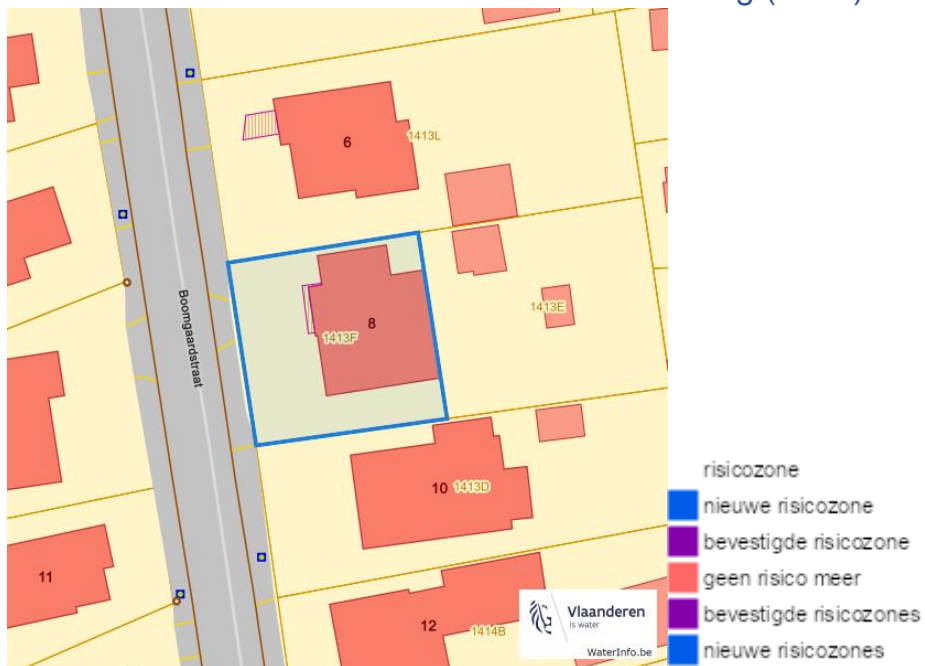 6
1413L
Boomgaardstraat
8
1413F
1413E
10
1413D
11
12
1414B
Vlaanderen
is water
WaterInfo.be
risicozone
nieuwe risicozone
bevestigde risicozone
geen risico meer
bevestigde risicozones
nieuwe risicozones